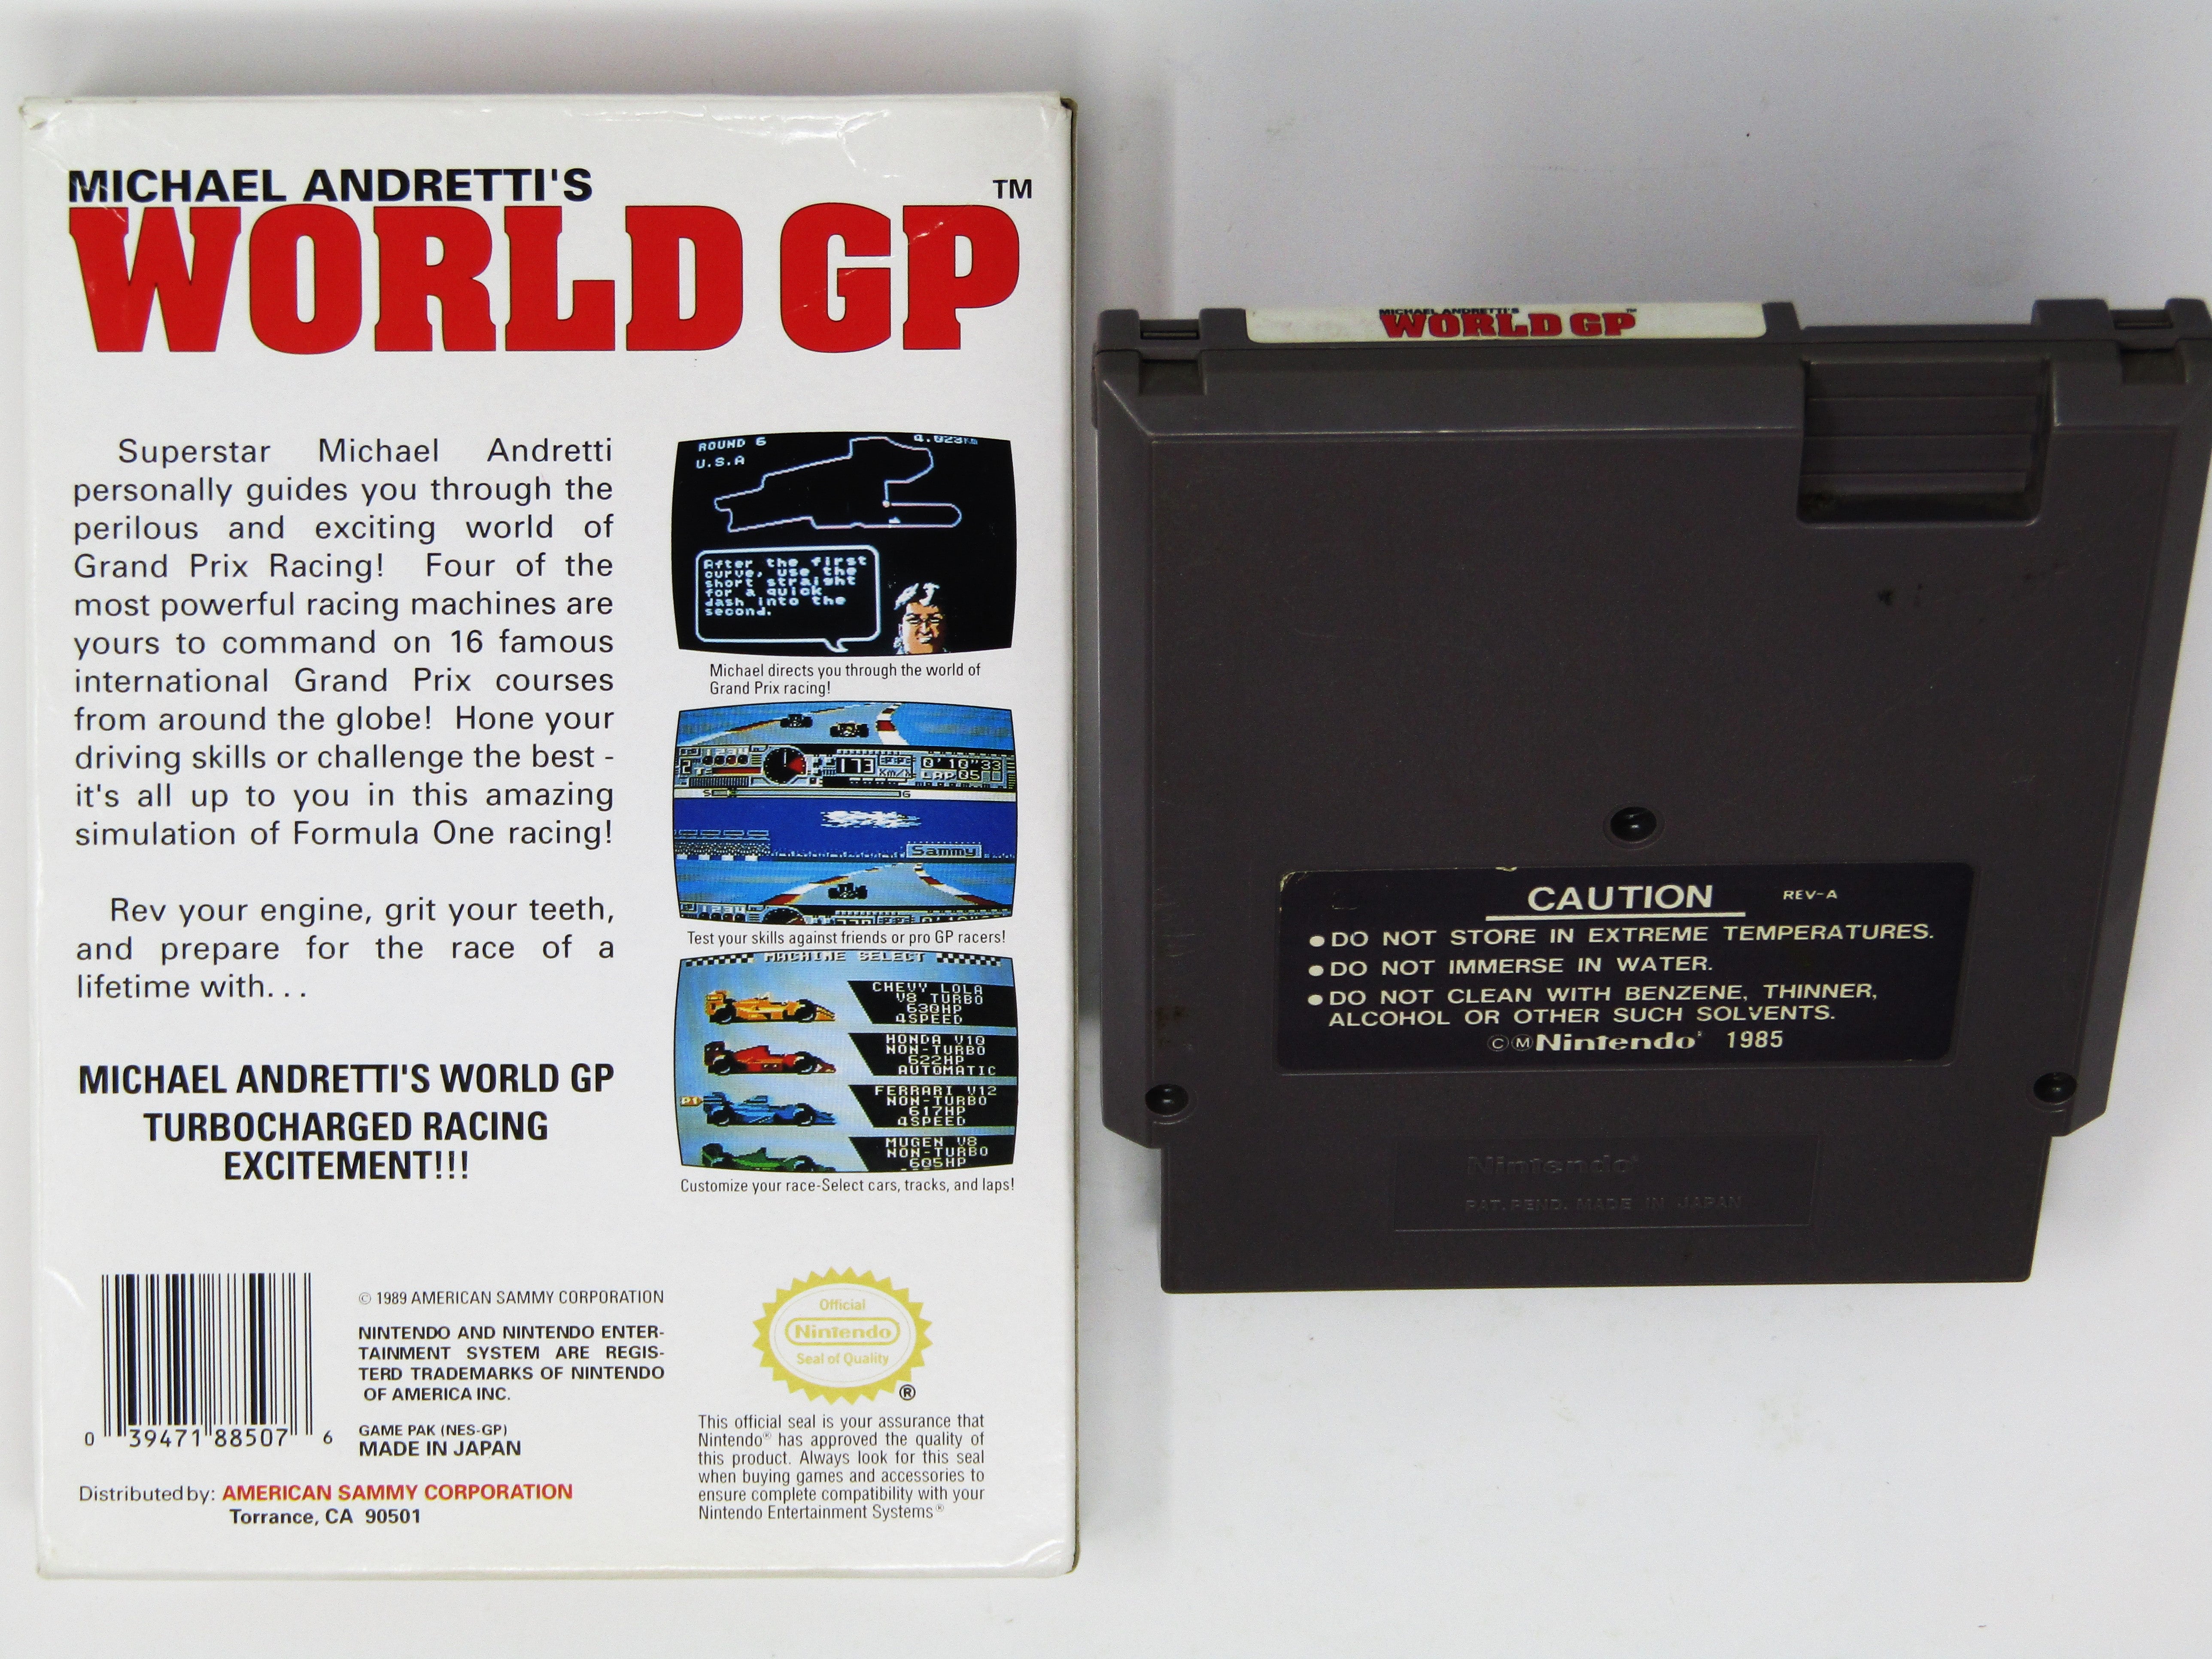 MICHAEL ANDRETTI'S
TM
WORLD GP
Superstar Michael Andretti
personally guides you through the
perilous and exciting world of
Grand Prix Racing! Four of the
most powerful racing machines are
yours to command on 16 famous
international Grand Prix courses
from around the globe! Hone your
driving skills or challenge the best -
it's all up to you in this amazing
simulation of Formula One racing!
Rev your engine, grit your teeth,
and prepare for the race of a
lifetime with...
MICHAEL ANDRETTI'S WORLD GP
TURBOCHARGED RACING
EXCITEMENT!!!
ROUND 6
4.023Km
U.S.A
After the first
curve, use the
short straight
for a quick
dash into the
second.
Michael directs you through the world of
Grand Prix racing!
1234
2
173
Km/h
0'10"33
LAP 05
S
G
Sammy
Test your skills against friends or pro GP racers!
MACHINE SELECT
CHEVY LOLA
V8 TURBO
630HP
4SPEED
HONDA V10
NON-TURBO
622HP
AUTOMATIC
P1
FERRARI V12
NON-TURBO
617HP
4SPEED
MUGEN V8
NON-TURBO
605HP
Customize your race-Select cars, tracks, and laps!
0 39471 88507 6
© 1989 AMERICAN SAMMY CORPORATION
NINTENDO AND NINTENDO ENTER-
TAINMENT SYSTEM ARE REGIS-
TERD TRADEMARKS OF NINTENDO
OF AMERICA INC.
GAME PAK (NES-GP)
MADE IN JAPAN
Distributed by: AMERICAN SAMMY CORPORATION
Torrance, CA 90501
Official
Nintendo
Seal of Quality
®
This official seal is your assurance that
Nintendo® has approved the quality of
this product. Always look for this seal
when buying games and accessories to
ensure complete compatibility with your
Nintendo Entertainment Systems®
MICHAEL ANDRETTI'S
WORLD GP™
CAUTION REV-A
● DO NOT STORE IN EXTREME TEMPERATURES.
● DO NOT IMMERSE IN WATER.
● DO NOT CLEAN WITH BENZENE, THINNER,
ALCOHOL OR OTHER SUCH SOLVENTS.
©ⓂNintendo® 1985
Nintendo®
PAT. PEND. MADE IN JAPAN